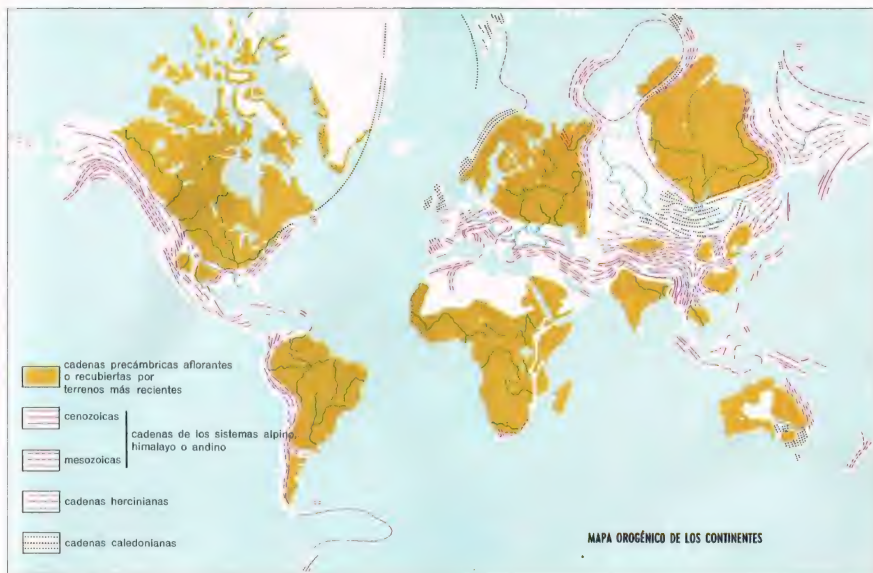 cadenas precámbricas aflorantes
o recubiertas por
terrenos más recientes
cenozoicas
cadenas de los sistemas alpino,
himalayo o andino
mesozoicas
cadenas hercinianas
cadenas caledonianas
MAPA OROGÉNICO DE LOS CONTINENTES